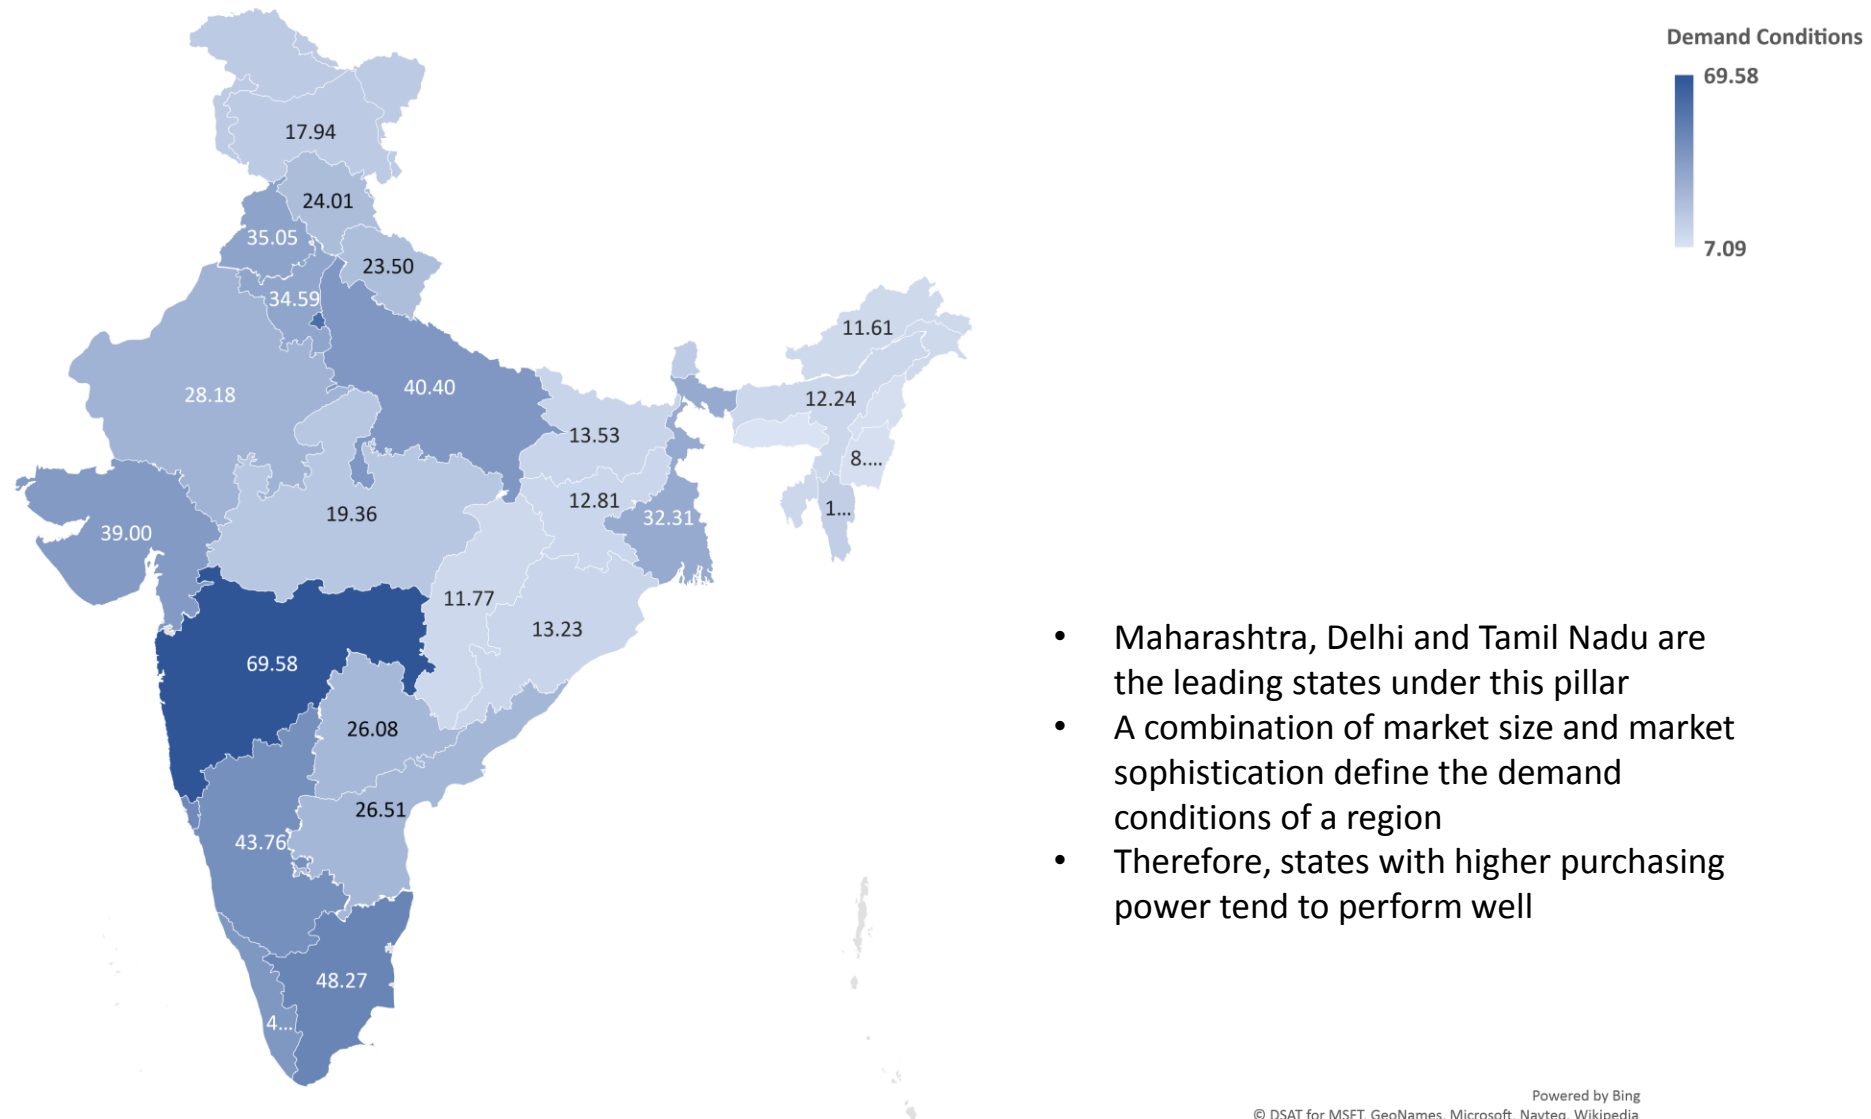 Demand Conditions
69.58
7.09
17.94
24.01
35.05
23.50
34.59
11.61
28.18
40.40
12.24
13.53
8....
12.81
1...
19.36
32.31
39.00
11.77
13.23
69.58
26.08
26.51
43.76
48.27
4...
• Maharashtra, Delhi and Tamil Nadu are
the leading states under this pillar
• A combination of market size and market
sophistication define the demand
conditions of a region
• Therefore, states with higher purchasing
power tend to perform well
Powered by Bing
© DSAT for MSFT, GeoNames, Microsoft, Navteq, Wikipedia